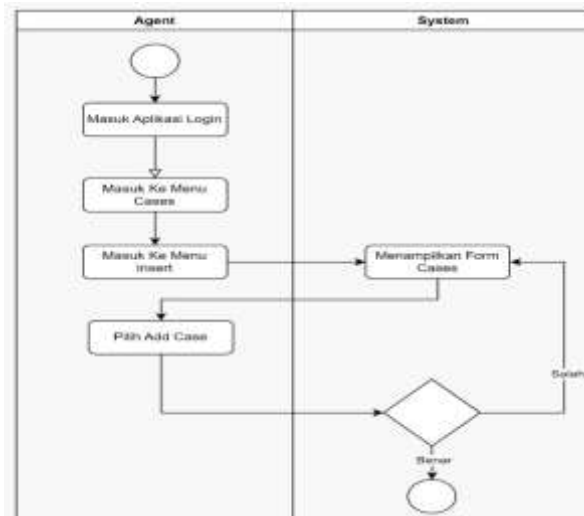 Agent
System
Masuk Aplikasi Login
Masuk Ke Menu
Cases
Masuk Ke Menu
insert
Menampilkan Form
Cases
Pilih Add Case
Salah
Benar